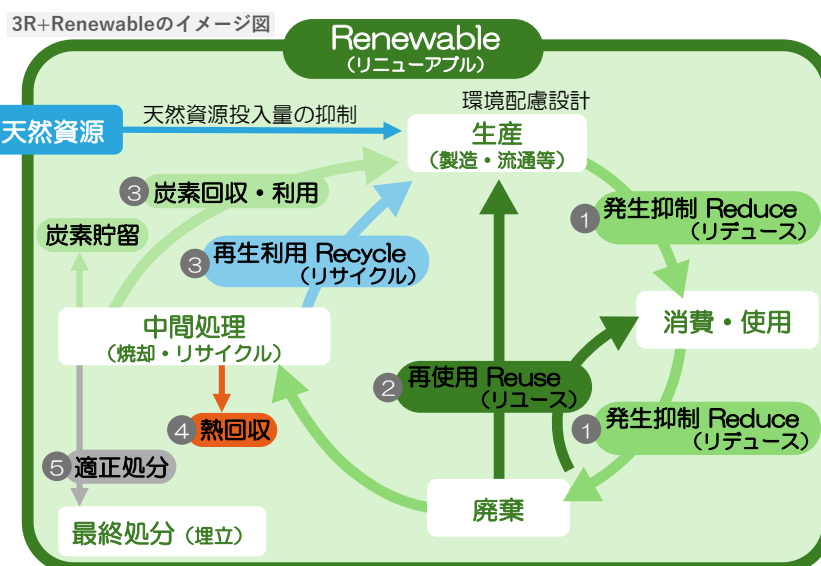 3R+Renewableのイメージ図
Renewable
(リニューアブル)
天然資源
天然資源投入量の抑制
環境配慮設計
生産
(製造・流通等)
③ 炭素回収・利用
炭素貯留
① 発生抑制 Reduce
(リデュース)
③ 再生利用 Recycle
(リサイクル)
中間処理
(焼却・リサイクル)
消費・使用
② 再使用 Reuse
(リユース)
④ 熱回収
① 発生抑制 Reduce
(リデュース)
⑤ 適正処分
廃棄
最終処分(埋立)